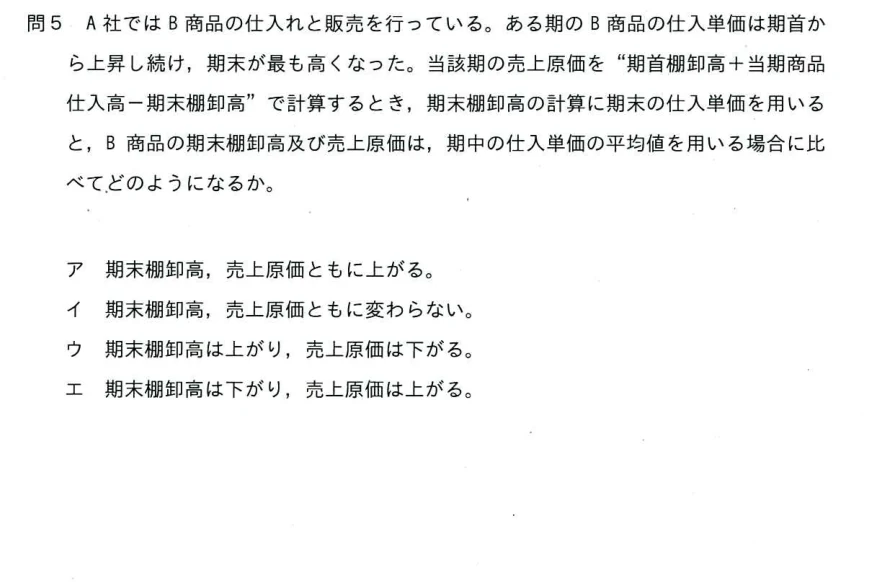 問５　Ａ社ではＢ商品の仕入れと販売を行っている。ある期のＢ商品の仕入単価は期首か
ら上昇し続け，期末が最も高くなった。当該期の売上原価を“期首棚卸高＋当期商品
仕入高－期末棚卸高”で計算するとき，期末棚卸高の計算に期末の仕入単価を用いる
と，Ｂ商品の期末棚卸高及び売上原価は，期中の仕入単価の平均値を用いる場合に比
べてどのようになるか。
ア　期末棚卸高，売上原価ともに上がる。
イ　期末棚卸高，売上原価ともに変わらない。
ウ　期末棚卸高は上がり，売上原価は下がる。
エ　期末棚卸高は下がり，売上原価は上がる。